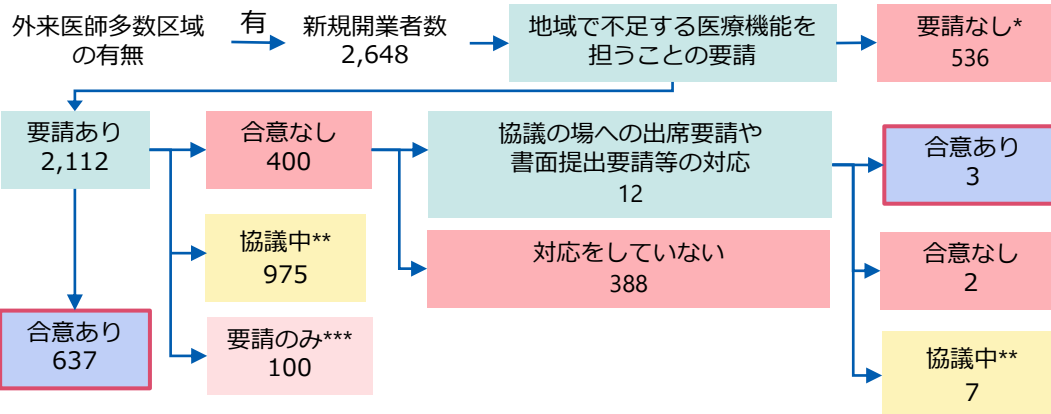 外来医師多数区域
の有無
有
新規開業者数
2,648
地域で不足する医療機能を
担うことの要請
要請なし*
536
要請あり
2,112
合意なし
400
協議の場への出席要請や
書面提出要請等の対応
12
合意あり
3
協議中**
975
対応をしていない
388
合意なし
2
合意あり
637
要請のみ***
100
協議中**
7